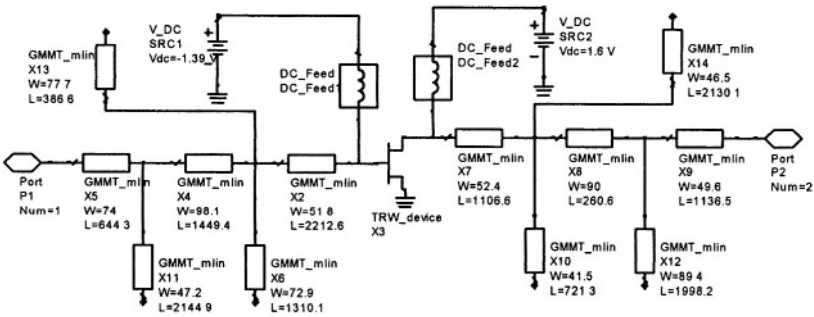 GMMT_mlin
X13
W=77 7
L=386 6
V_DC
SRC1
Vdc=-1.39 V
DC_Feed
DC_Feed1
DC_Feed
DC_Feed2
V_DC
SRC2
Vdc=1.6 V
GMMT_mlin
X14
W=46.5
L=2130 1
Port
P1
Num=1
GMMT_mlin
X5
W=74
L=644 3
GMMT_mlin
X4
W=98.1
L=1449.4
GMMT_mlin
X2
W=51 8
L=2212.6
TRW_device
X3
GMMT_mlin
X7
W=52.4
L=1106.6
GMMT_mlin
X8
W=90
L=260.6
GMMT_mlin
X9
W=49.6
L=1136.5
Port
P2
Num=2
GMMT_mlin
X11
W=47.2
L=2144 9
GMMT_mlin
X6
W=72.9
L=1310.1
GMMT_mlin
X10
W=41.5
L=721 3
GMMT_mlin
X12
W=89 4
L=1998.2